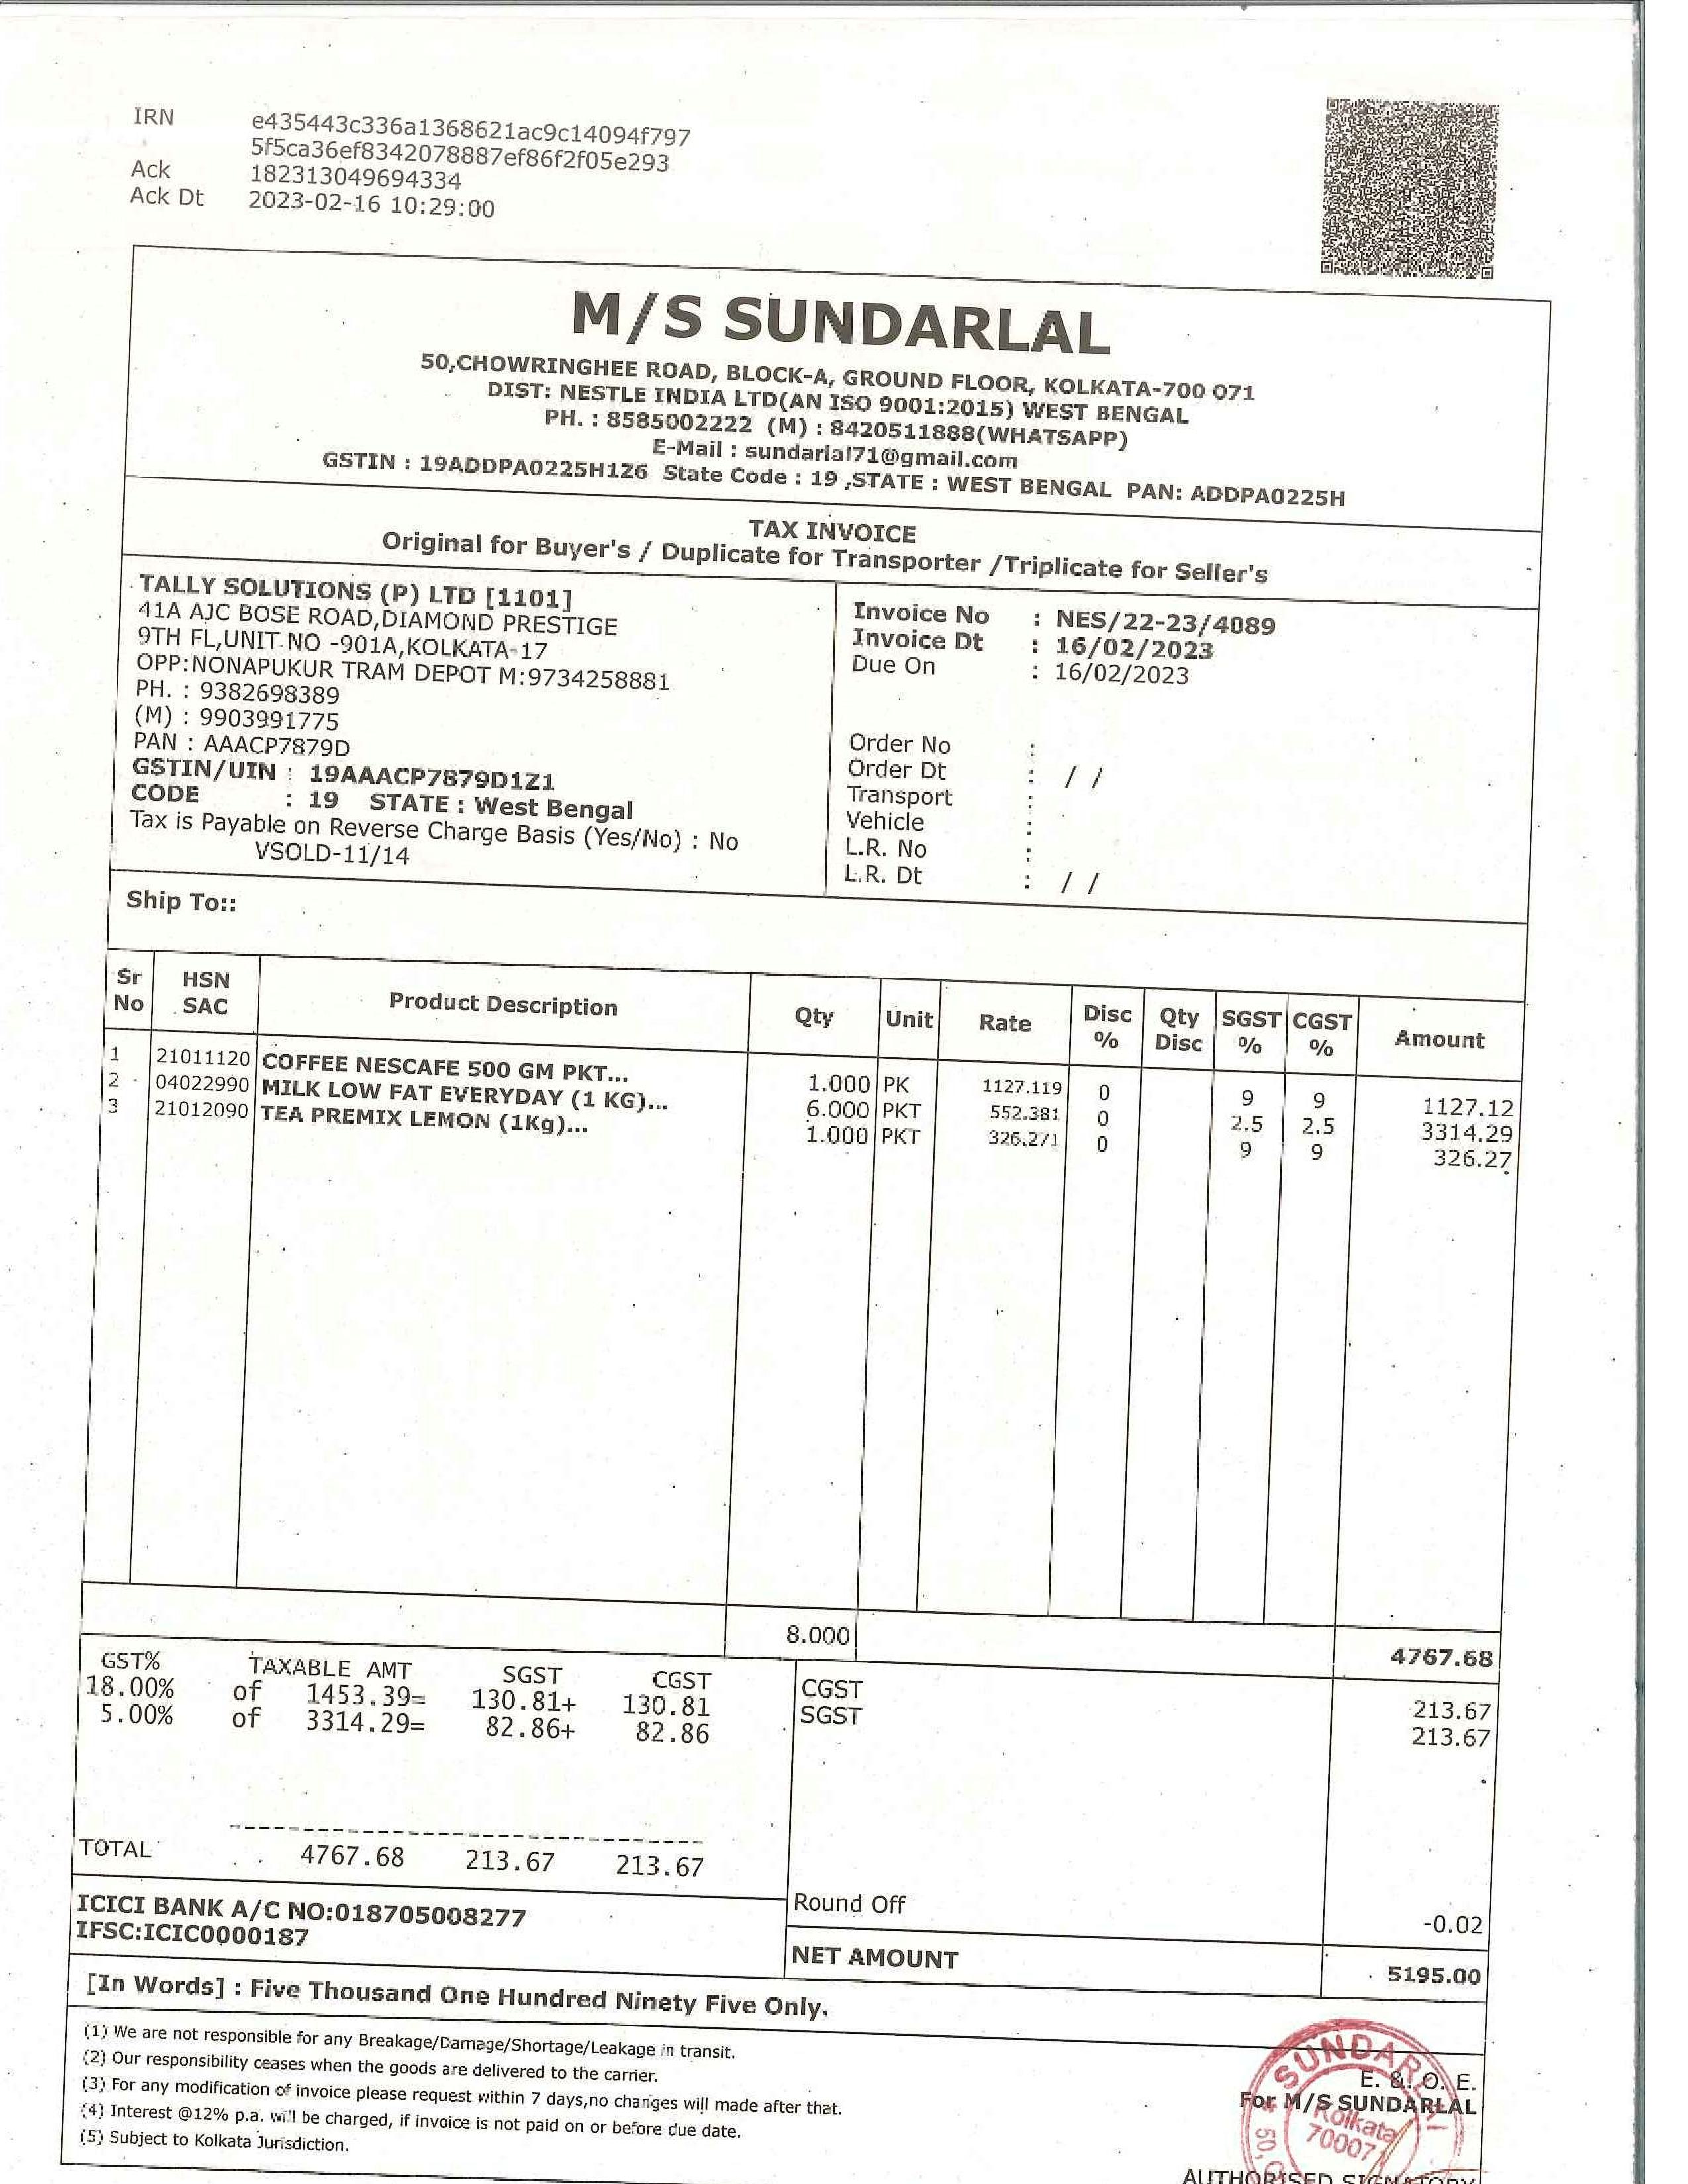 IRN e435443c336a1368621ac9c14094f797
5f5ca36ef8342078887ef86f2f05e293
Ack 182313049694334
Ack Dt 2023-02-16 10:29:00
M/S SUNDARLAL
50,CHOWRINGHEE ROAD, BLOCK-A, GROUND FLOOR, KOLKATA-700 071
DIST: NESTLE INDIA LTD(AN ISO 9001:2015) WEST BENGAL
PH. : 8585002222 (M) : 8420511888(WHATSAPP)
E-Mail : sundarlal71@gmail.com
GSTIN : 19ADDPA0225H1Z6 State Code : 19 ,STATE : WEST BENGAL PAN: ADDPA0225H
TAX INVOICE
Original for Buyer's / Duplicate for Transporter /Triplicate for Seller's
TALLY SOLUTIONS (P) LTD [1101]
41A AJC BOSE ROAD,DIAMOND PRESTIGE
9TH FL,UNIT NO -901A,KOLKATA-17
OPP:NONAPUKUR TRAM DEPOT M:9734258881
PH. : 9382698389
(M) : 9903991775
PAN : AAACP7879D
GSTIN/UIN : 19AAACP7879D1Z1
CODE : 19 STATE : West Bengal
Tax is Payable on Reverse Charge Basis (Yes/No) : No
VSOLD-11/14
Invoice No : NES/22-23/4089
Invoice Dt : 16/02/2023
Due On : 16/02/2023
Order No :
Order Dt : / /
Transport :
Vehicle :
L.R. No :
L.R. Dt : / /
Ship To::
Sr No HSN SAC Product Description Qty Unit Rate Disc % Qty Disc SGST % CGST % Amount
1 21011120 COFFEE NESCAFE 500 GM PKT... 1.000 PK 1127.119 0 9 9 1127.12
2 04022990 MILK LOW FAT EVERYDAY (1 KG)... 6.000 PKT 552.381 0 2.5 2.5 3314.29
3 21012090 TEA PREMIX LEMON (1Kg)... 1.000 PKT 326.271 0 9 9 326.27
8.000 4767.68
GST% TAXABLE AMT SGST CGST
18.00% of 1453.39= 130.81+ 130.81
5.00% of 3314.29= 82.86+ 82.86
TOTAL 4767.68 213.67 213.67
CGST 213.67
SGST 213.67
Round Off -0.02
NET AMOUNT 5195.00
ICICI BANK A/C NO:018705008277
IFSC:ICIC0000187
[In Words] : Five Thousand One Hundred Ninety Five Only.
(1) We are not responsible for any Breakage/Damage/Shortage/Leakage in transit.
(2) Our responsibility ceases when the goods are delivered to the carrier.
(3) For any modification of invoice please request within 7 days,no changes will made after that.
(4) Interest @12% p.a. will be charged, if invoice is not paid on or before due date.
(5) Subject to Kolkata Jurisdiction.
E. & O. E.
For M/S SUNDARLAL
Kolkata
AUTHORISED SIGNATORY